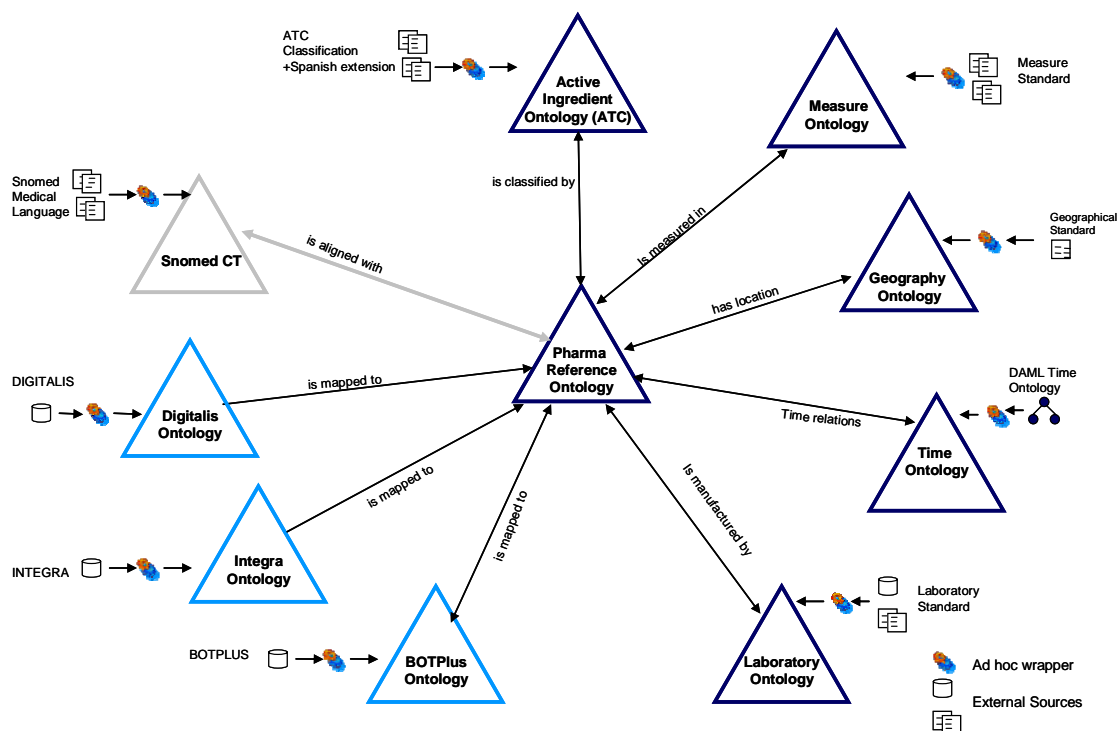 ATC
Classification
+Spanish extension
Active
Ingredient
Ontology (ATC)
Measure
Ontology
Measure
Standard
is classified by
Is measured in
Snomed
Medical
Language
Snomed CT
is aligned with
Geographical
Standard
Geography
Ontology
has location
Pharma
Reference
Ontology
DIGITALIS
Digitalis
Ontology
is mapped to
DAML Time
Ontology
Time
Ontology
Time relations
INTEGRA
Integra
Ontology
is mapped to
is mapped to
Is manufactured by
BOTPLUS
BOTPlus
Ontology
Laboratory
Ontology
Laboratory
Standard
Ad hoc wrapper
External Sources